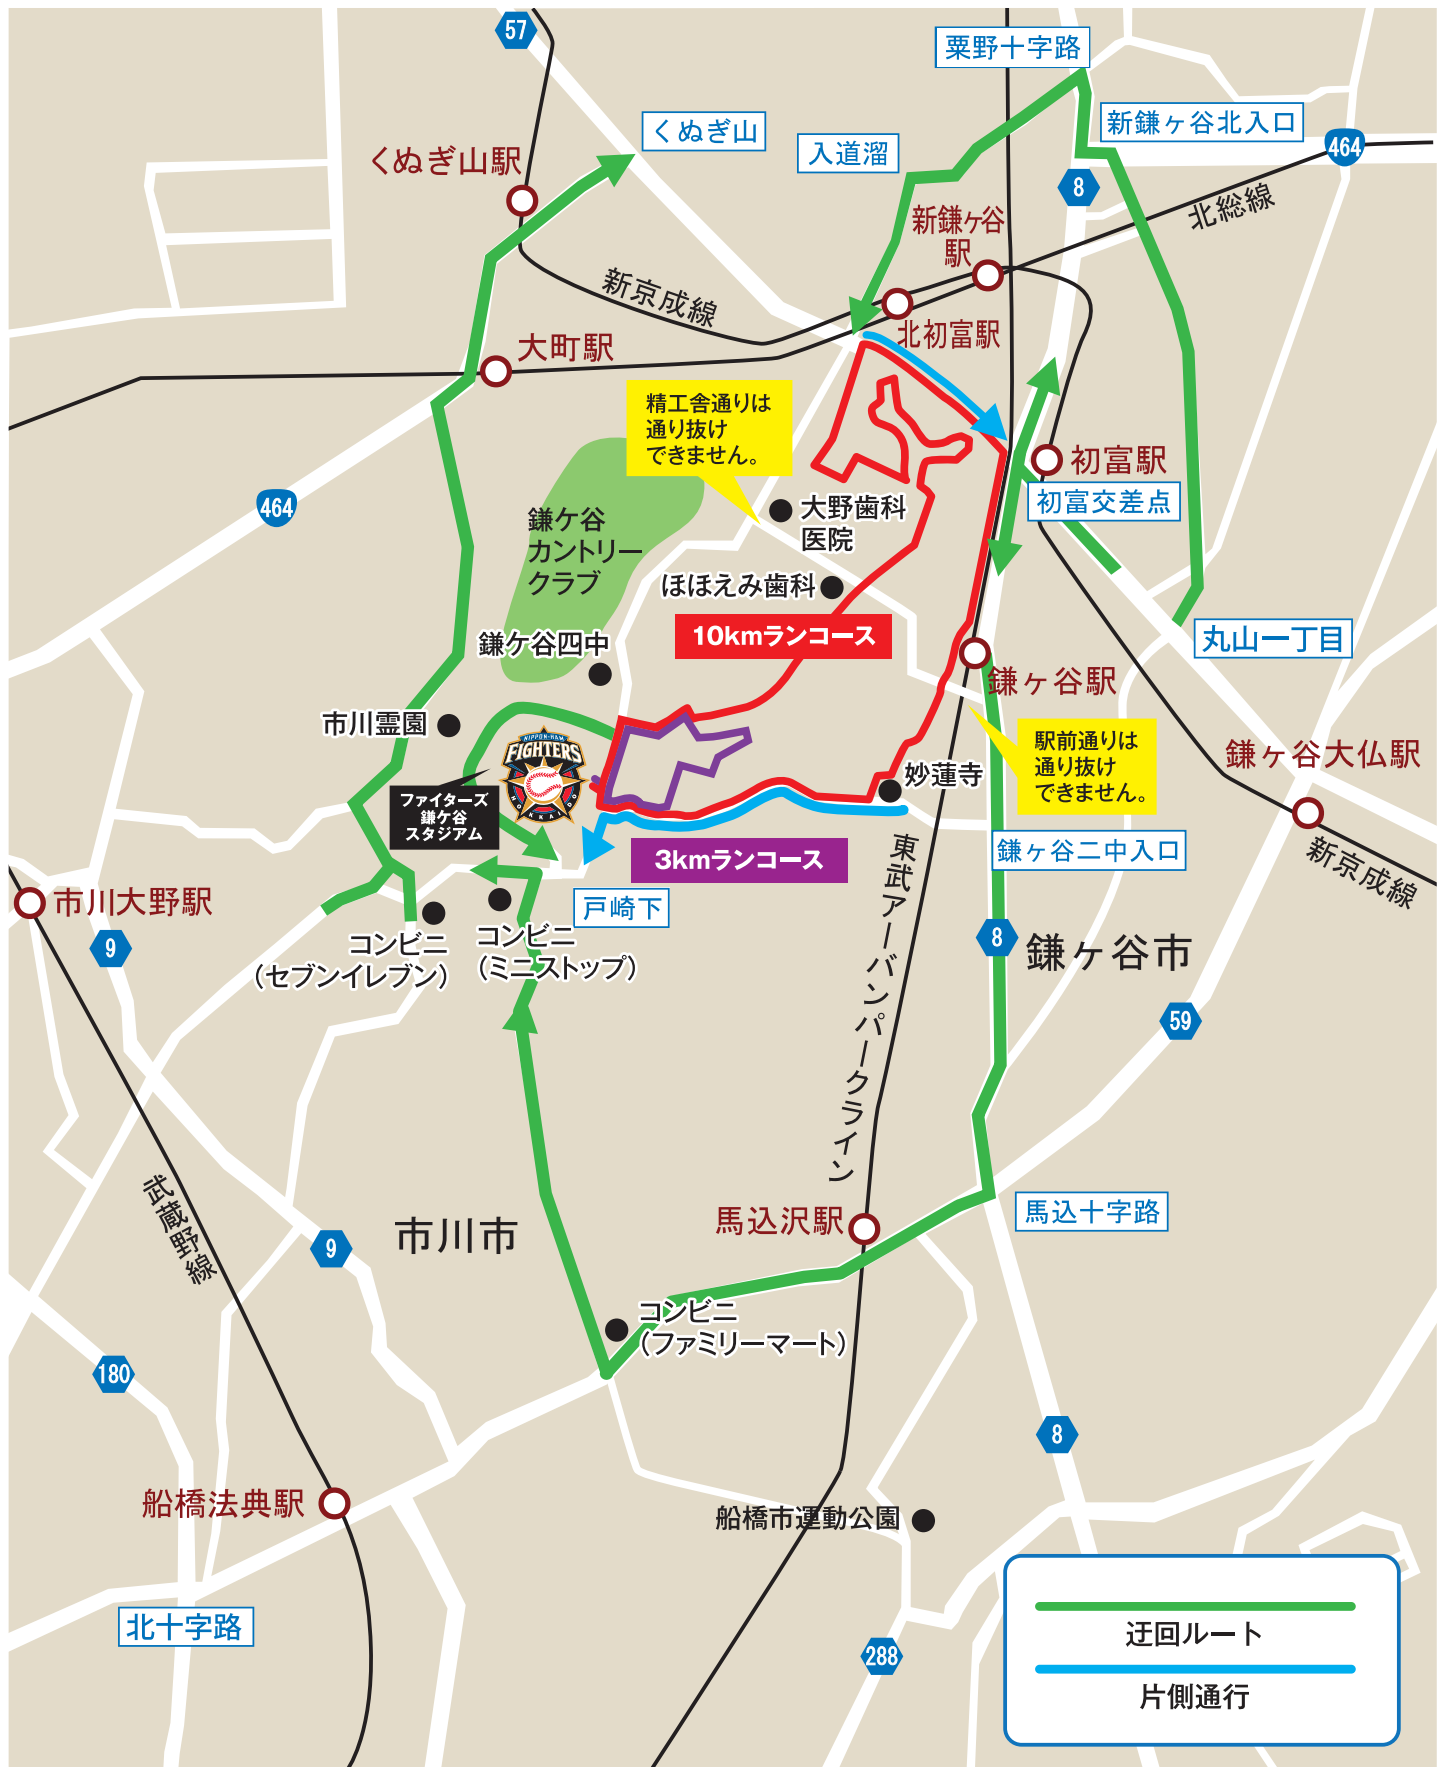 57
粟野十字路
くぬぎ山
新鎌ヶ谷北入口
入道溜
464
くぬぎ山駅
8
新鎌ヶ谷
駅
北総線
新京成線
北初富駅
大町駅
精工舎通りは
通り抜け
できません。
初富駅
初富交差点
464
大野歯科
医院
鎌ケ谷
カントリー
クラブ
ほほえみ歯科
10kmランコース
鎌ケ谷四中
丸山一丁目
鎌ヶ谷駅
市川霊園
NIPPON-HAM
FIGHTERS
HOKKAIDO
駅前通りは
通り抜け
できません。
鎌ヶ谷大仏駅
妙蓮寺
ファイターズ
鎌ケ谷
スタジアム
3kmランコース
鎌ヶ谷二中入口
新京成線
東武アーバンパークライン
市川大野駅
戸崎下
9
コンビニ
（セブンイレブン）
コンビニ
（ミニストップ）
8
鎌ヶ谷市
59
武蔵野線
市川市
9
馬込沢駅
馬込十字路
コンビニ
（ファミリーマート）
180
8
船橋法典駅
船橋市運動公園
北十字路
288
迂回ルート
片側通行